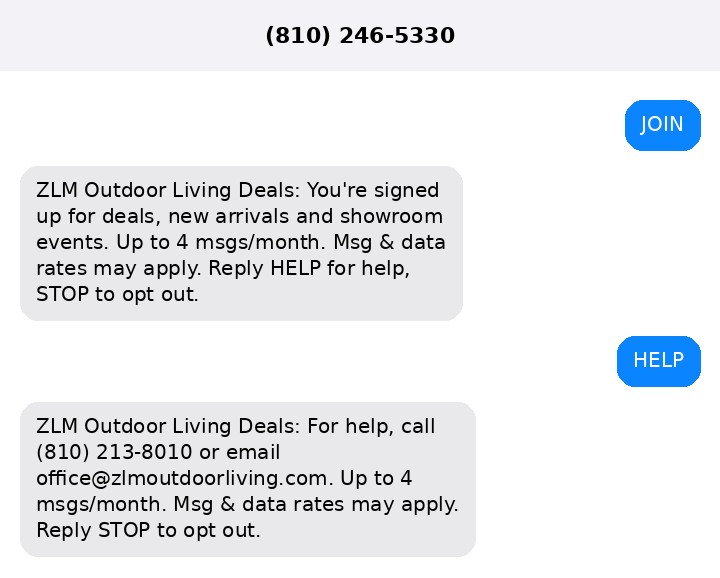 (810) 246-5330
JOIN
ZLM Outdoor Living Deals: You're signed
up for deals, new arrivals and showroom
events. Up to 4 msgs/month. Msg & data
rates may apply. Reply HELP for help,
STOP to opt out.
HELP
ZLM Outdoor Living Deals: For help, call
(810) 213-8010 or email
office@zlmoutdoorliving.com. Up to 4
msgs/month. Msg & data rates may apply.
Reply STOP to opt out.